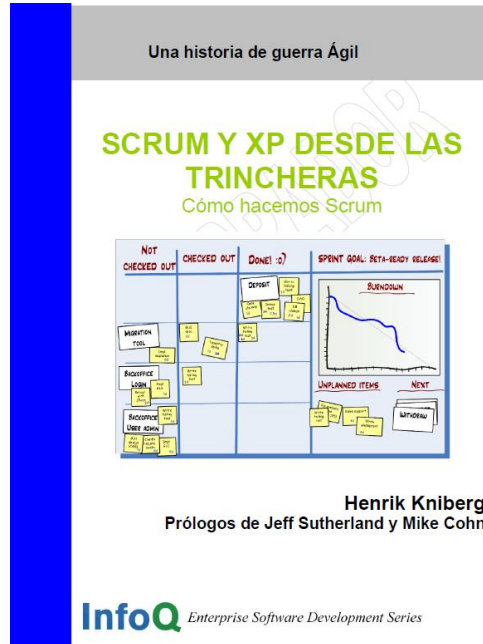 Una historia de guerra Ágil
SCRUM Y XP DESDE LAS
TRINCHERAS
Cómo hacemos Scrum
NOT
CHECKED OUT
CHECKED OUT
DONE! :o)
SPRINT GOAL: BETA-READY RELEASE!
DEPOSIT
BURNDOWN
MIGRATION
TOOL
BACKOFFICE
LOGIN
BACKOFFICE
USER ADMIN
UNPLANNED ITEMS
NEXT
WITHDRAW
Henrik Kniberg
Prólogos de Jeff Sutherland y Mike Cohn
InfoQ Enterprise Software Development Series